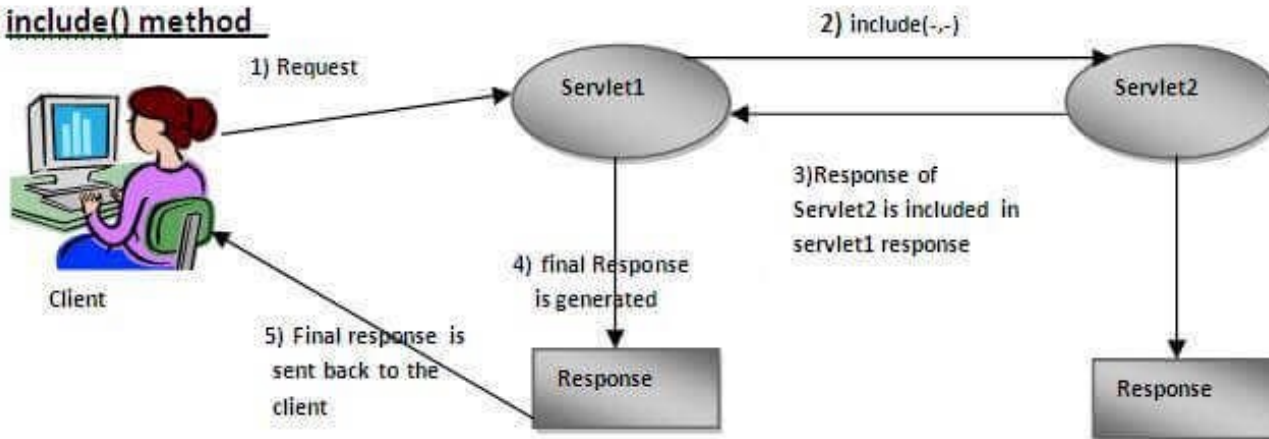 include() method
2) include(-,-)
1) Request
Servlet1
Servlet2
3)Response of
Servlet2 is included in
servlet1 response
4) final Response
is generated
Client
5) Final response is
sent back to the
client
Response
Response